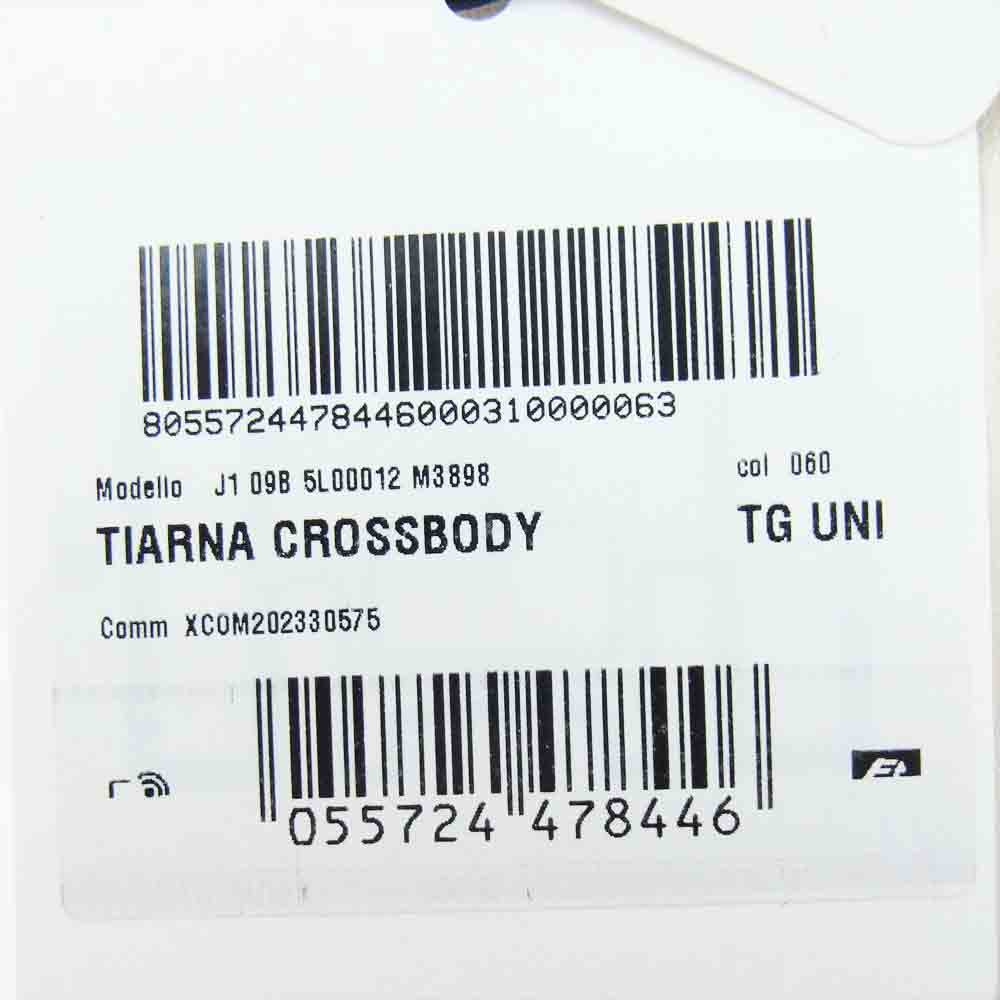 8055724478446000310000063
Modello J1 09B 5L00012 M3898 col 060
TIARNA CROSSBODY TG UNI
Comm XCOM202330575
055724 478446